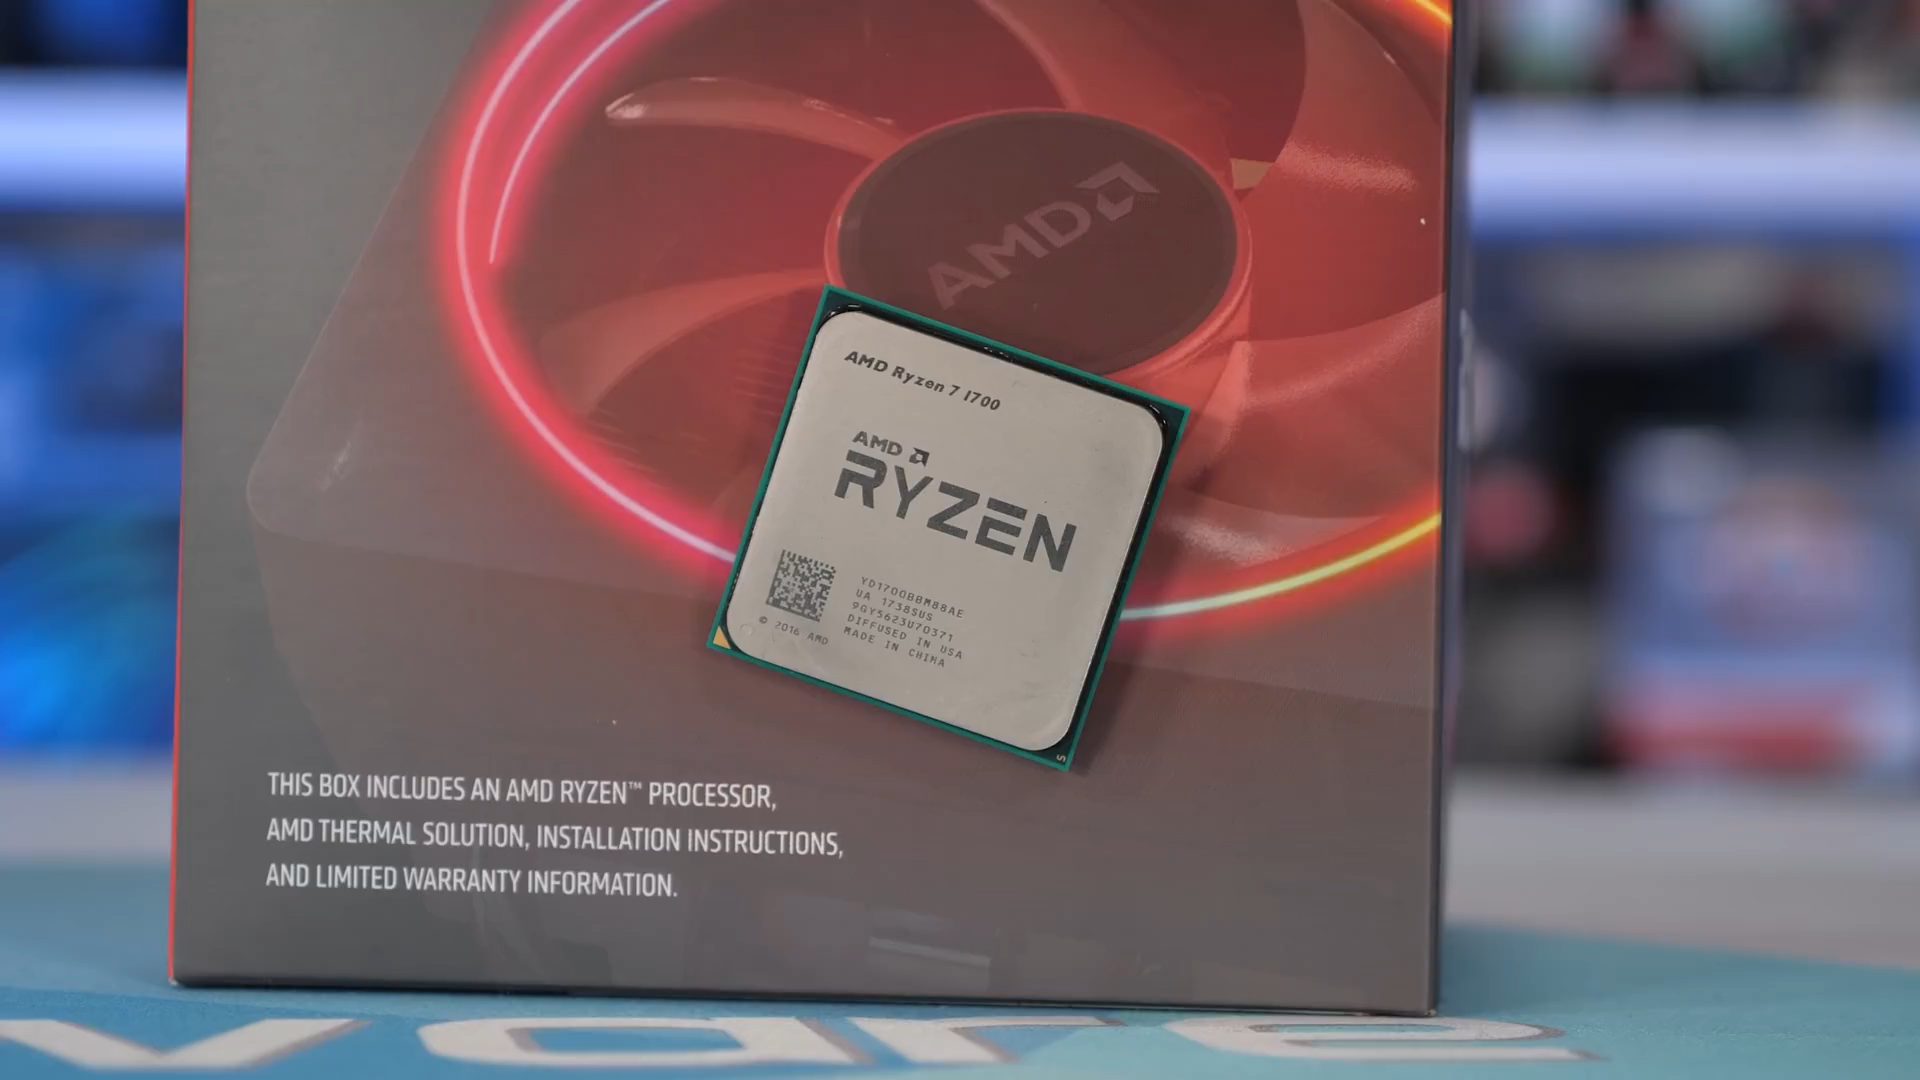 AMD
AMD Ryzen 7 1700
AMD
RYZEN
YD1700BBM88AE
UA 1738SUS
9GY5623U70371
DIFFUSED IN USA
MADE IN CHINA
© 2016 AMD
THIS BOX INCLUDES AN AMD RYZEN™ PROCESSOR,
AMD THERMAL SOLUTION, INSTALLATION INSTRUCTIONS,
AND LIMITED WARRANTY INFORMATION.
ware